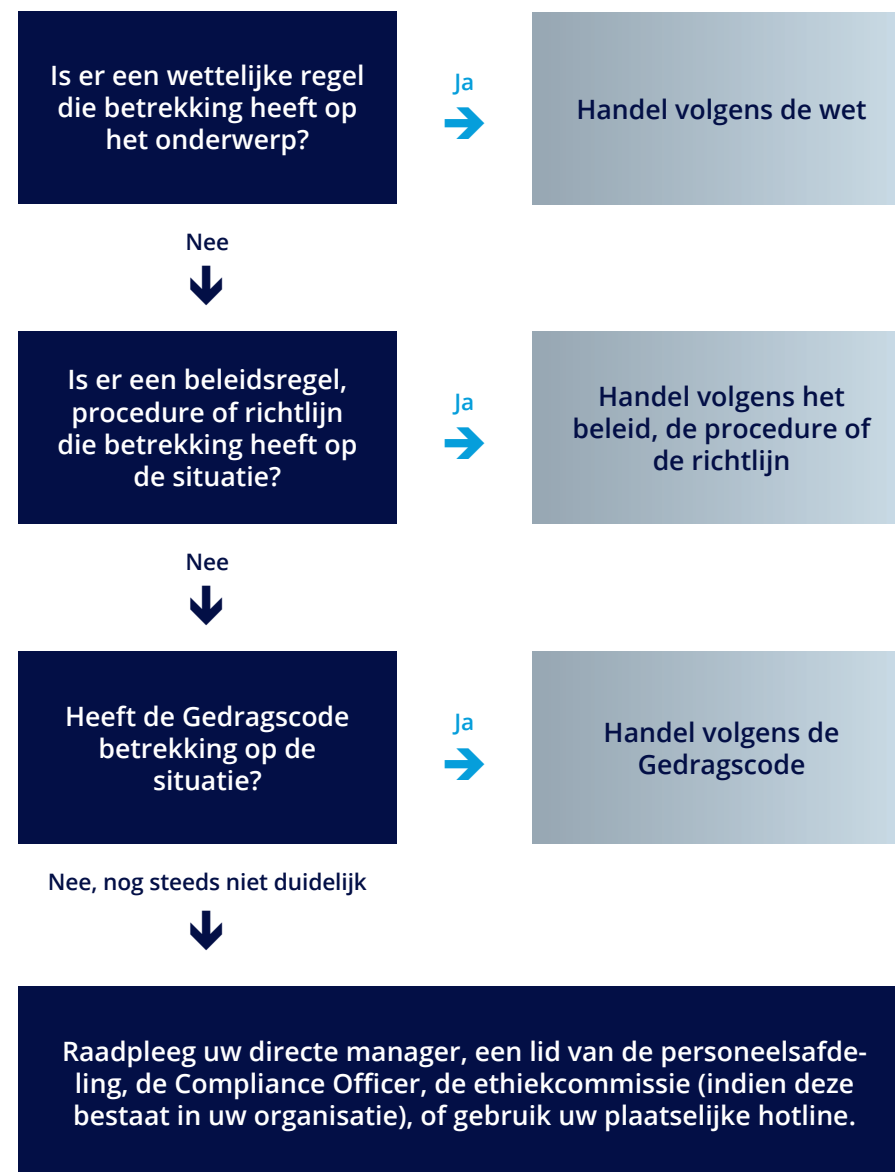 Is er een wettelijke regel
die betrekking heeft op
het onderwerp?
Ja
Handel volgens de wet
Nee
Is er een beleidsregel,
procedure of richtlijn
die betrekking heeft op
de situatie?
Ja
Handel volgens het
beleid, de procedure of
de richtlijn
Nee
Heeft de Gedragscode
betrekking op de
situatie?
Ja
Handel volgens de
Gedragscode
Nee, nog steeds niet duidelijk
Raadpleeg uw directe manager, een lid van de personeelsafde-
ling, de Compliance Officer, de ethiekcommissie (indien deze
bestaat in uw organisatie), of gebruik uw plaatselijke hotline.